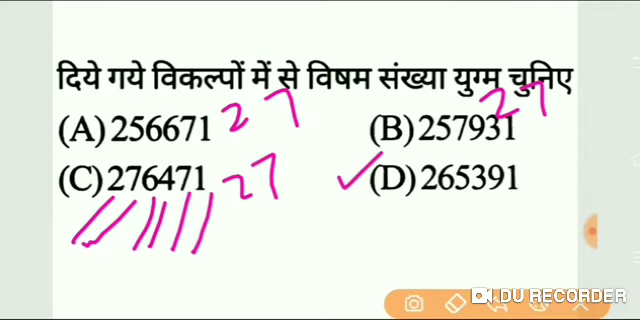 दिये गये विकल्पों में से विषम संख्या युग्म चुनिए
(A) 256671 27 (B) 257931 27
(C) 276471 27 (D) 265391
DU RECORDER